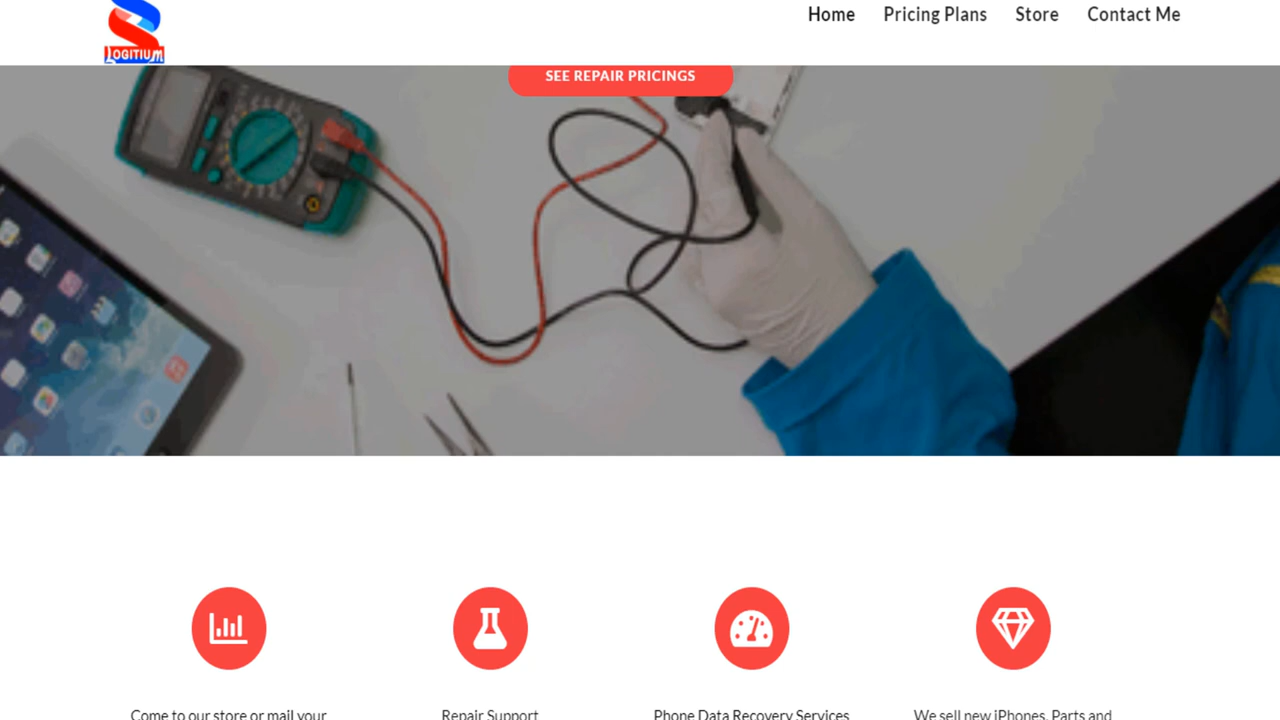 Home Pricing Plans Store Contact Me
LOGITIUM
SEE REPAIR PRICINGS
Come to our store or mail your
Repair Support
Phone Data Recovery Services
We sell new iPhones, Parts and